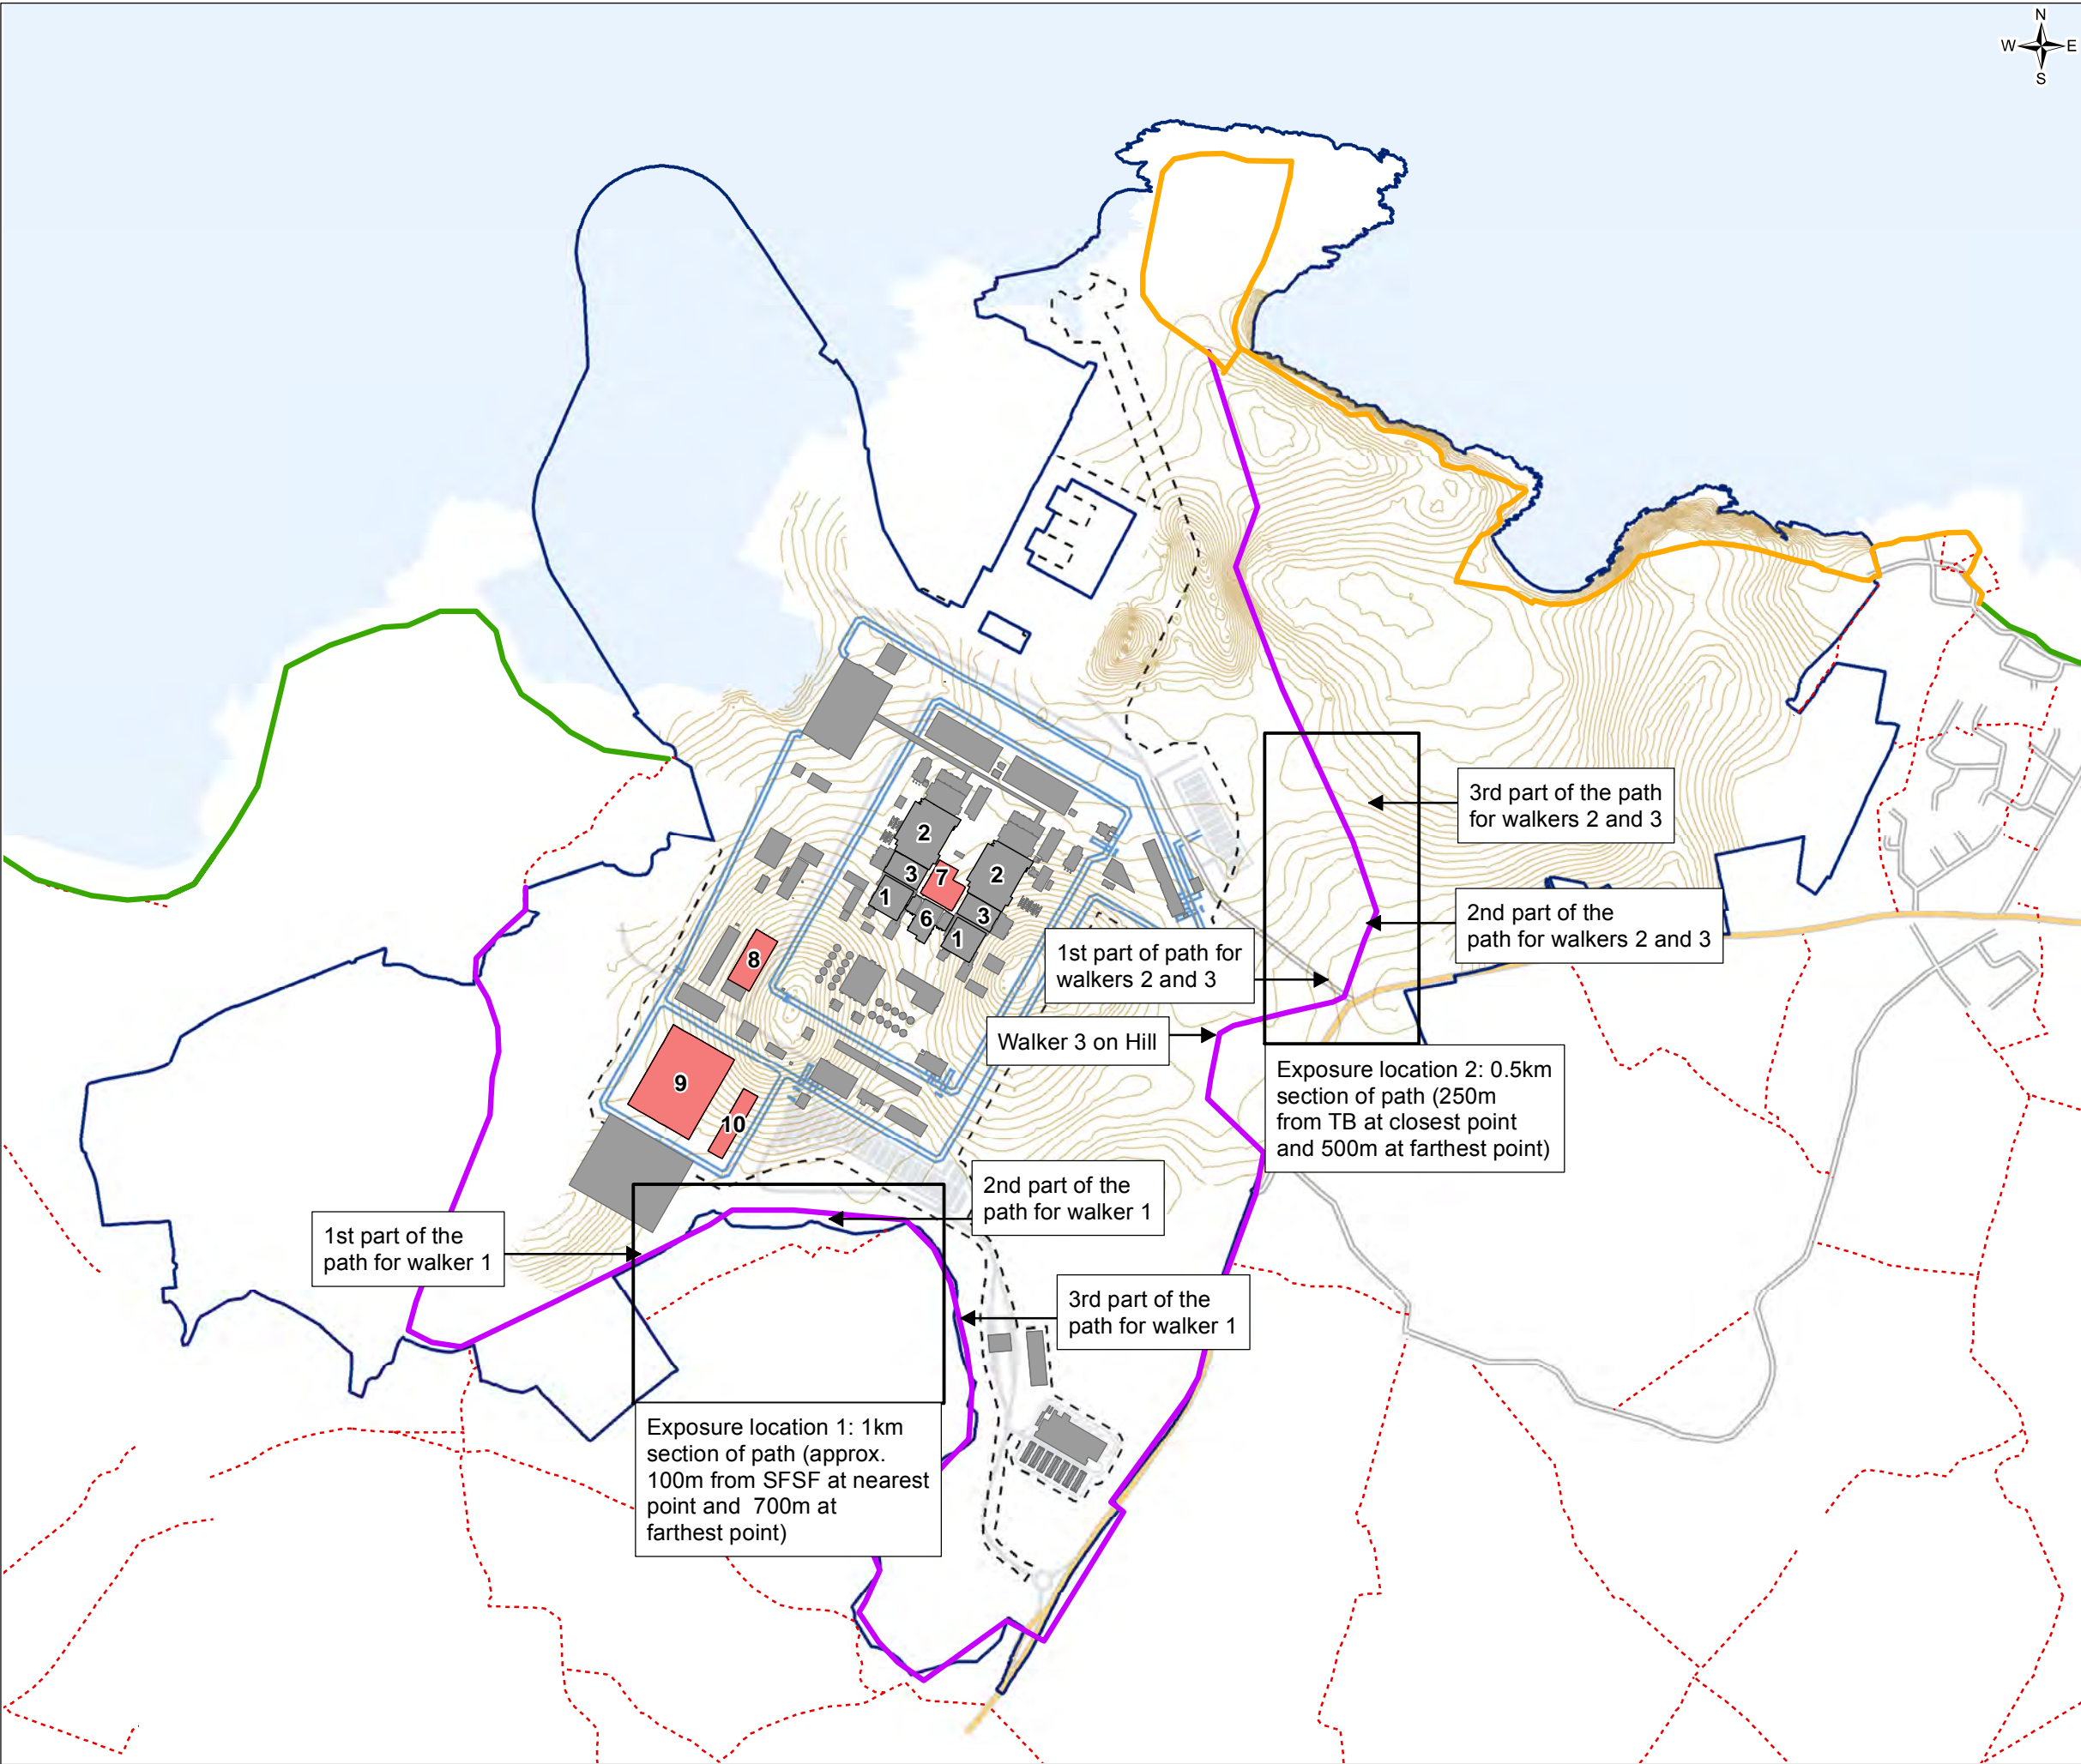 N
W E
S
3rd part of the path
for walkers 2 and 3
2
7
2
3
1
3
6
1
2nd part of the
path for walkers 2 and 3
1st part of path for
walkers 2 and 3
8
Walker 3 on Hill
9
10
Exposure location 2: 0.5km
section of path (250m
from TB at closest point
and 500m at farthest point)
2nd part of the
path for walker 1
1st part of the
path for walker 1
3rd part of the
path for walker 1
Exposure location 1: 1km
section of path (approx.
100m from SFSF at nearest
point and 700m at
farthest point)